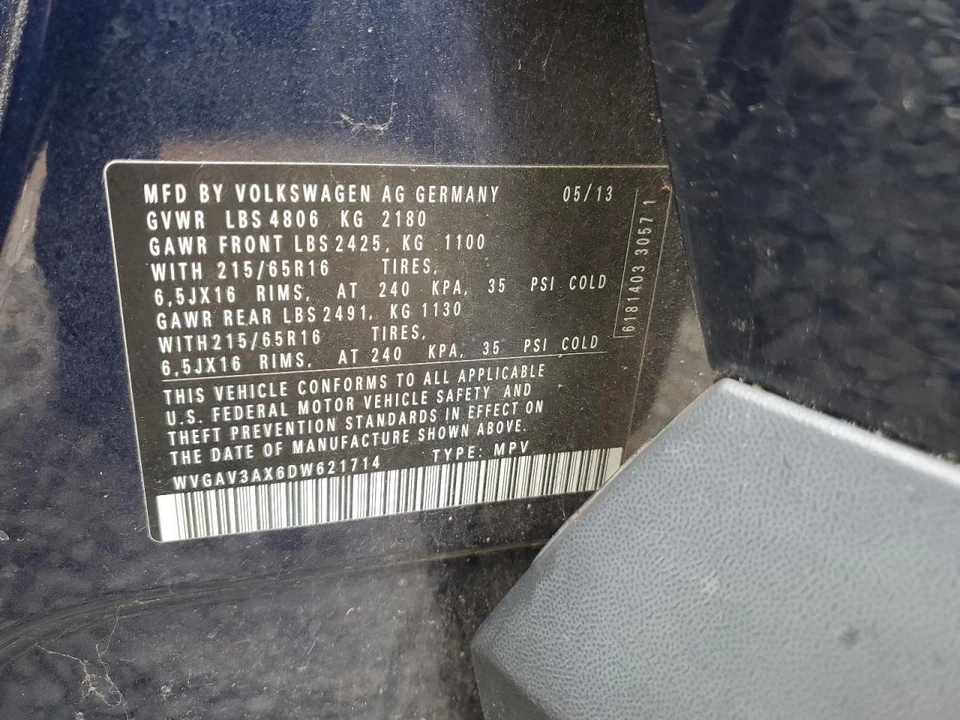 MFD BY VOLKSWAGEN AG GERMANY 05/13
GVWR LBS 4806 KG 2180
GAWR FRONT LBS 2425, KG 1100
WITH 215/65R16 TIRES,
6,5JX16 RIMS, AT 240 KPA, 35 PSI COLD
GAWR REAR LBS 2491, KG 1130
WITH 215/65R16 TIRES,
6,5JX16 RIMS, AT 240 KPA, 35 PSI COLD
THIS VEHICLE CONFORMS TO ALL APPLICABLE
U.S. FEDERAL MOTOR VEHICLE SAFETY AND
THEFT PREVENTION STANDARDS IN EFFECT ON
THE DATE OF MANUFACTURE SHOWN ABOVE.
WVGAV3AX6DW621714 TYPE: MPV
6181403 3057 1